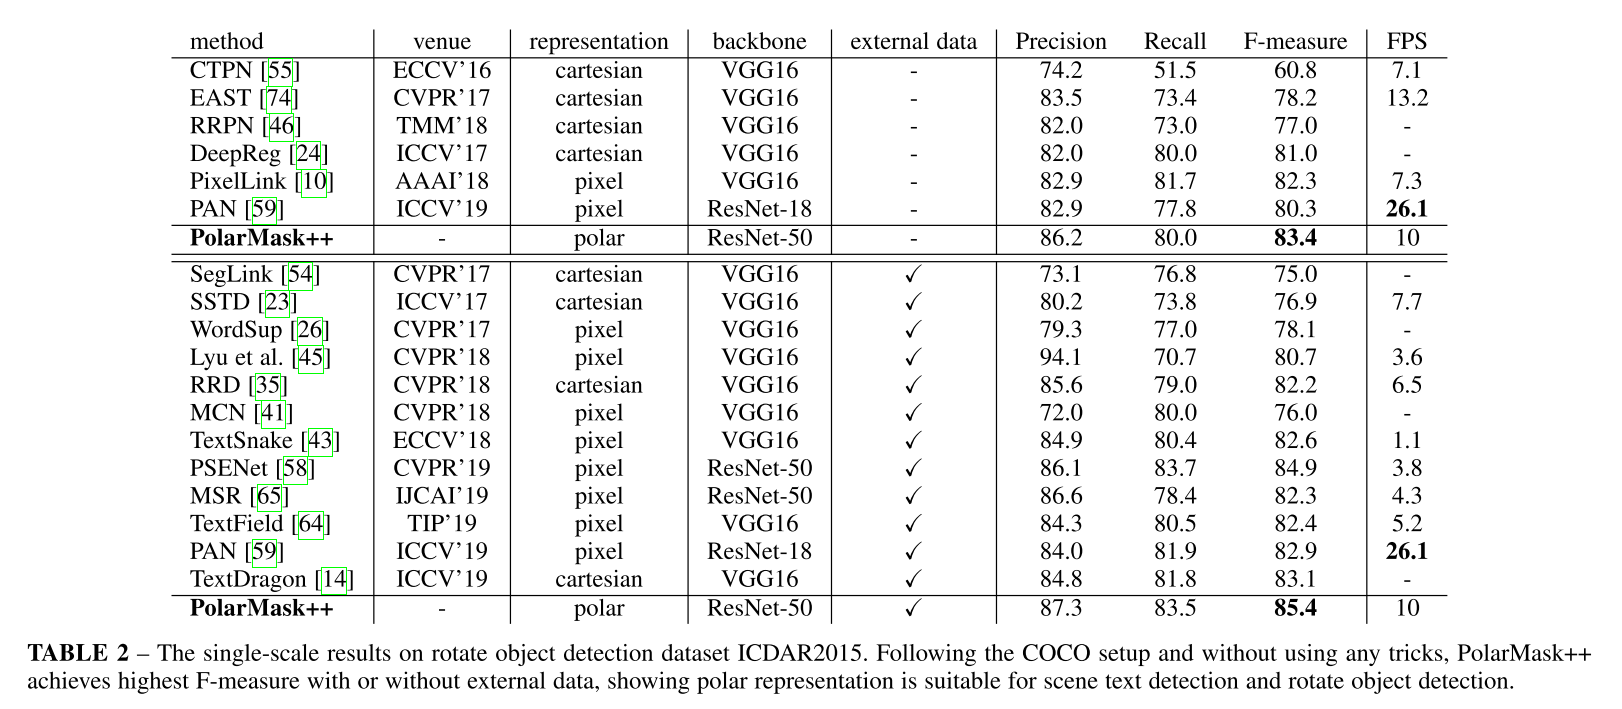 method venue representation backbone external data Precision Recall F-measure FPS
CTPN [55] ECCV'16 cartesian VGG16 - 74.2 51.5 60.8 7.1
EAST [74] CVPR'17 cartesian VGG16 - 83.5 73.4 78.2 13.2
RRPN [46] TMM'18 cartesian VGG16 - 82.0 73.0 77.0 -
DeepReg [24] ICCV'17 cartesian VGG16 - 82.0 80.0 81.0 -
PixelLink [10] AAAI'18 pixel VGG16 - 82.9 81.7 82.3 7.3
PAN [59] ICCV'19 pixel ResNet-18 - 82.9 77.8 80.3 26.1
PolarMask++ - polar ResNet-50 - 86.2 80.0 83.4 10
SegLink [54] CVPR'17 cartesian VGG16 ✓ 73.1 76.8 75.0 -
SSTD [23] ICCV'17 cartesian VGG16 ✓ 80.2 73.8 76.9 7.7
WordSup [26] CVPR'17 pixel VGG16 ✓ 79.3 77.0 78.1 -
Lyu et al. [45] CVPR'18 pixel VGG16 ✓ 94.1 70.7 80.7 3.6
RRD [35] CVPR'18 cartesian VGG16 ✓ 85.6 79.0 82.2 6.5
MCN [41] CVPR'18 pixel VGG16 ✓ 72.0 80.0 76.0 -
TextSnake [43] ECCV'18 pixel VGG16 ✓ 84.9 80.4 82.6 1.1
PSENet [58] CVPR'19 pixel ResNet-50 ✓ 86.1 83.7 84.9 3.8
MSR [65] IJCAI'19 pixel ResNet-50 ✓ 86.6 78.4 82.3 4.3
TextField [64] TIP'19 pixel VGG16 ✓ 84.3 80.5 82.4 5.2
PAN [59] ICCV'19 pixel ResNet-18 ✓ 84.0 81.9 82.9 26.1
TextDragon [14] ICCV'19 cartesian VGG16 ✓ 84.8 81.8 83.1 -
PolarMask++ - polar ResNet-50 ✓ 87.3 83.5 85.4 10
TABLE 2 – The single-scale results on rotate object detection dataset ICDAR2015. Following the COCO setup and without using any tricks, PolarMask++
achieves highest F-measure with or without external data, showing polar representation is suitable for scene text detection and rotate object detection.